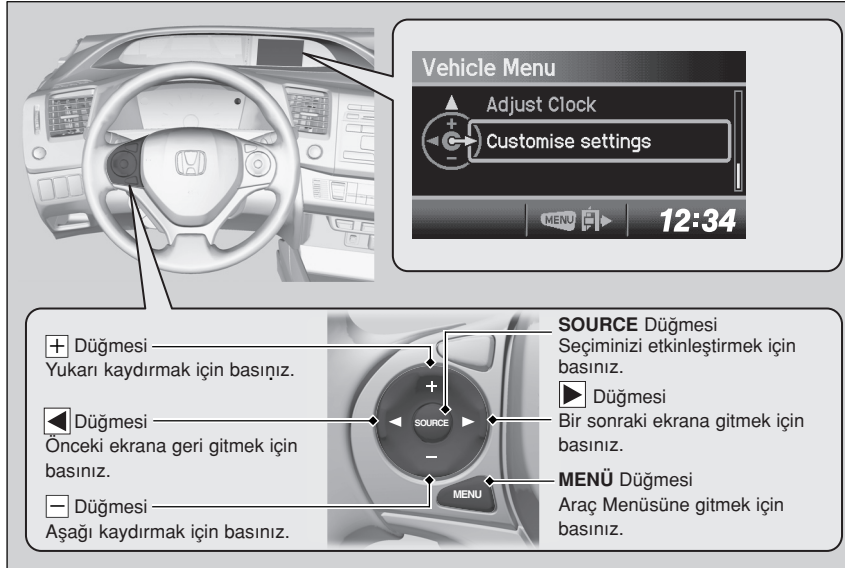 Vehicle Menu
Adjust Clock
Customise settings
MENU
12:34
+ Düğmesi
Yukarı kaydırmak için basınız.
◀ Düğmesi
Önceki ekrana geri gitmek için
basınız.
− Düğmesi
Aşağı kaydırmak için basınız.
+
◀ SOURCE ▶
−
MENU
SOURCE Düğmesi
Seçiminizi etkinleştirmek için
basınız.
▶ Düğmesi
Bir sonraki ekrana gitmek için
basınız.
MENÜ Düğmesi
Araç Menüsüne gitmek için
basınız.